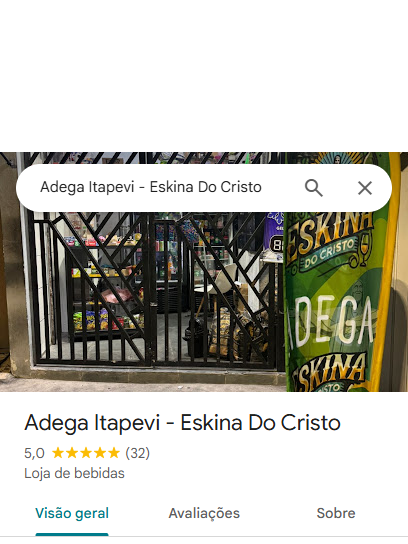 Adega Itapevi - Eskina Do Cristo
ESKINA
DO CRISTO
ADEGA
ESKINA
Adega Itapevi - Eskina Do Cristo
5,0 (32)
Loja de bebidas
Visão geral Avaliações Sobre